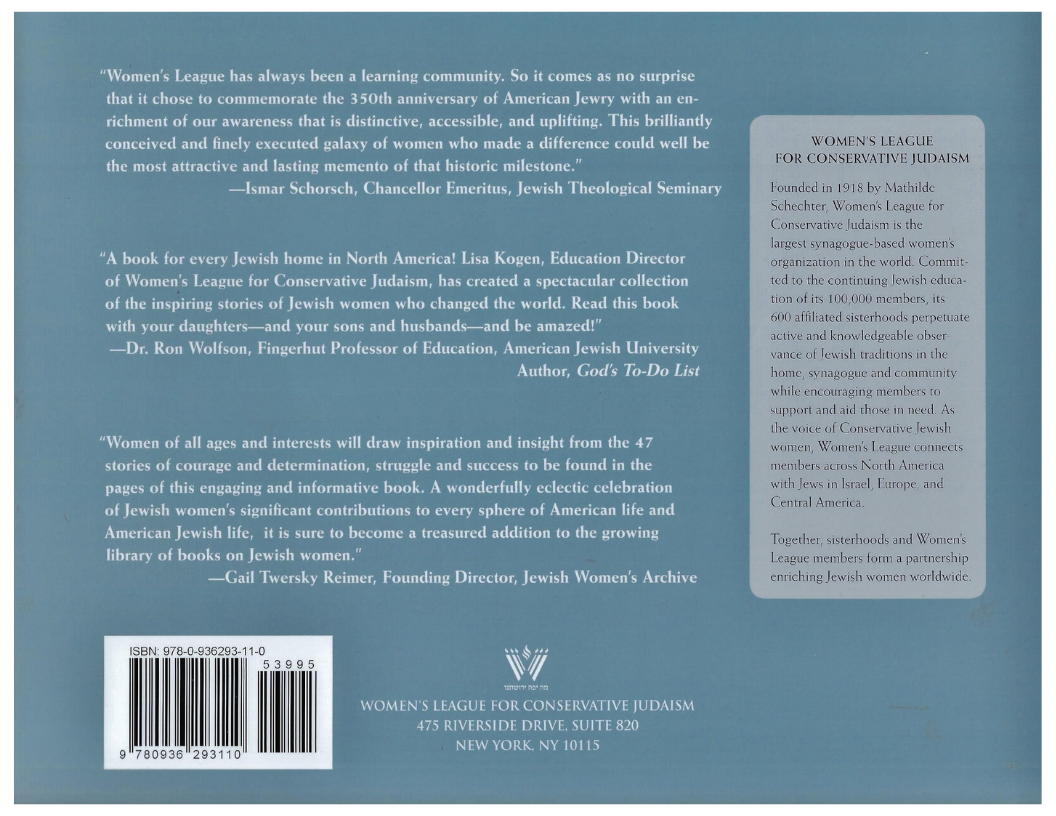 "Women's League has always been a learning community. So it comes as no surprise
that it chose to commemorate the 350th anniversary of American Jewry with an en-
richment of our awareness that is distinctive, accessible, and uplifting. This brilliantly
conceived and finely executed galaxy of women who made a difference could well be
the most attractive and lasting memento of that historic milestone."
—Ismar Schorsch, Chancellor Emeritus, Jewish Theological Seminary
"A book for every Jewish home in North America! Lisa Kogen, Education Director
of Women's League for Conservative Judaism, has created a spectacular collection
of the inspiring stories of Jewish women who changed the world. Read this book
with your daughters—and your sons and husbands—and be amazed!"
—Dr. Ron Wolfson, Fingerhut Professor of Education, American Jewish University
Author, God's To-Do List
"Women of all ages and interests will draw inspiration and insight from the 47
stories of courage and determination, struggle and success to be found in the
pages of this engaging and informative book. A wonderfully eclectic celebration
of Jewish women's significant contributions to every sphere of American life and
American Jewish life, it is sure to become a treasured addition to the growing
library of books on Jewish women."
—Gail Twersky Reimer, Founding Director, Jewish Women's Archive
WOMEN'S LEAGUE
FOR CONSERVATIVE JUDAISM
Founded in 1918 by Mathilde
Schechter, Women's League for
Conservative Judaism is the
largest synagogue-based women's
organization in the world. Commit-
ted to the continuing Jewish educa-
tion of its 100,000 members, its
600 affiliated sisterhoods perpetuate
active and knowledgeable obser-
vance of Jewish traditions in the
home, synagogue and community
while encouraging members to
support and aid those in need. As
the voice of Conservative Jewish
women, Women's League connects
members across North America
with Jews in Israel, Europe, and
Central America.
Together, sisterhoods and Women's
League members form a partnership
enriching Jewish women worldwide.
ISBN: 978-0-936293-11-0
5 3 9 9 5
9 780936 293110
WOMEN'S LEAGUE FOR CONSERVATIVE JUDAISM
475 RIVERSIDE DRIVE, SUITE 820
NEW YORK, NY 10115